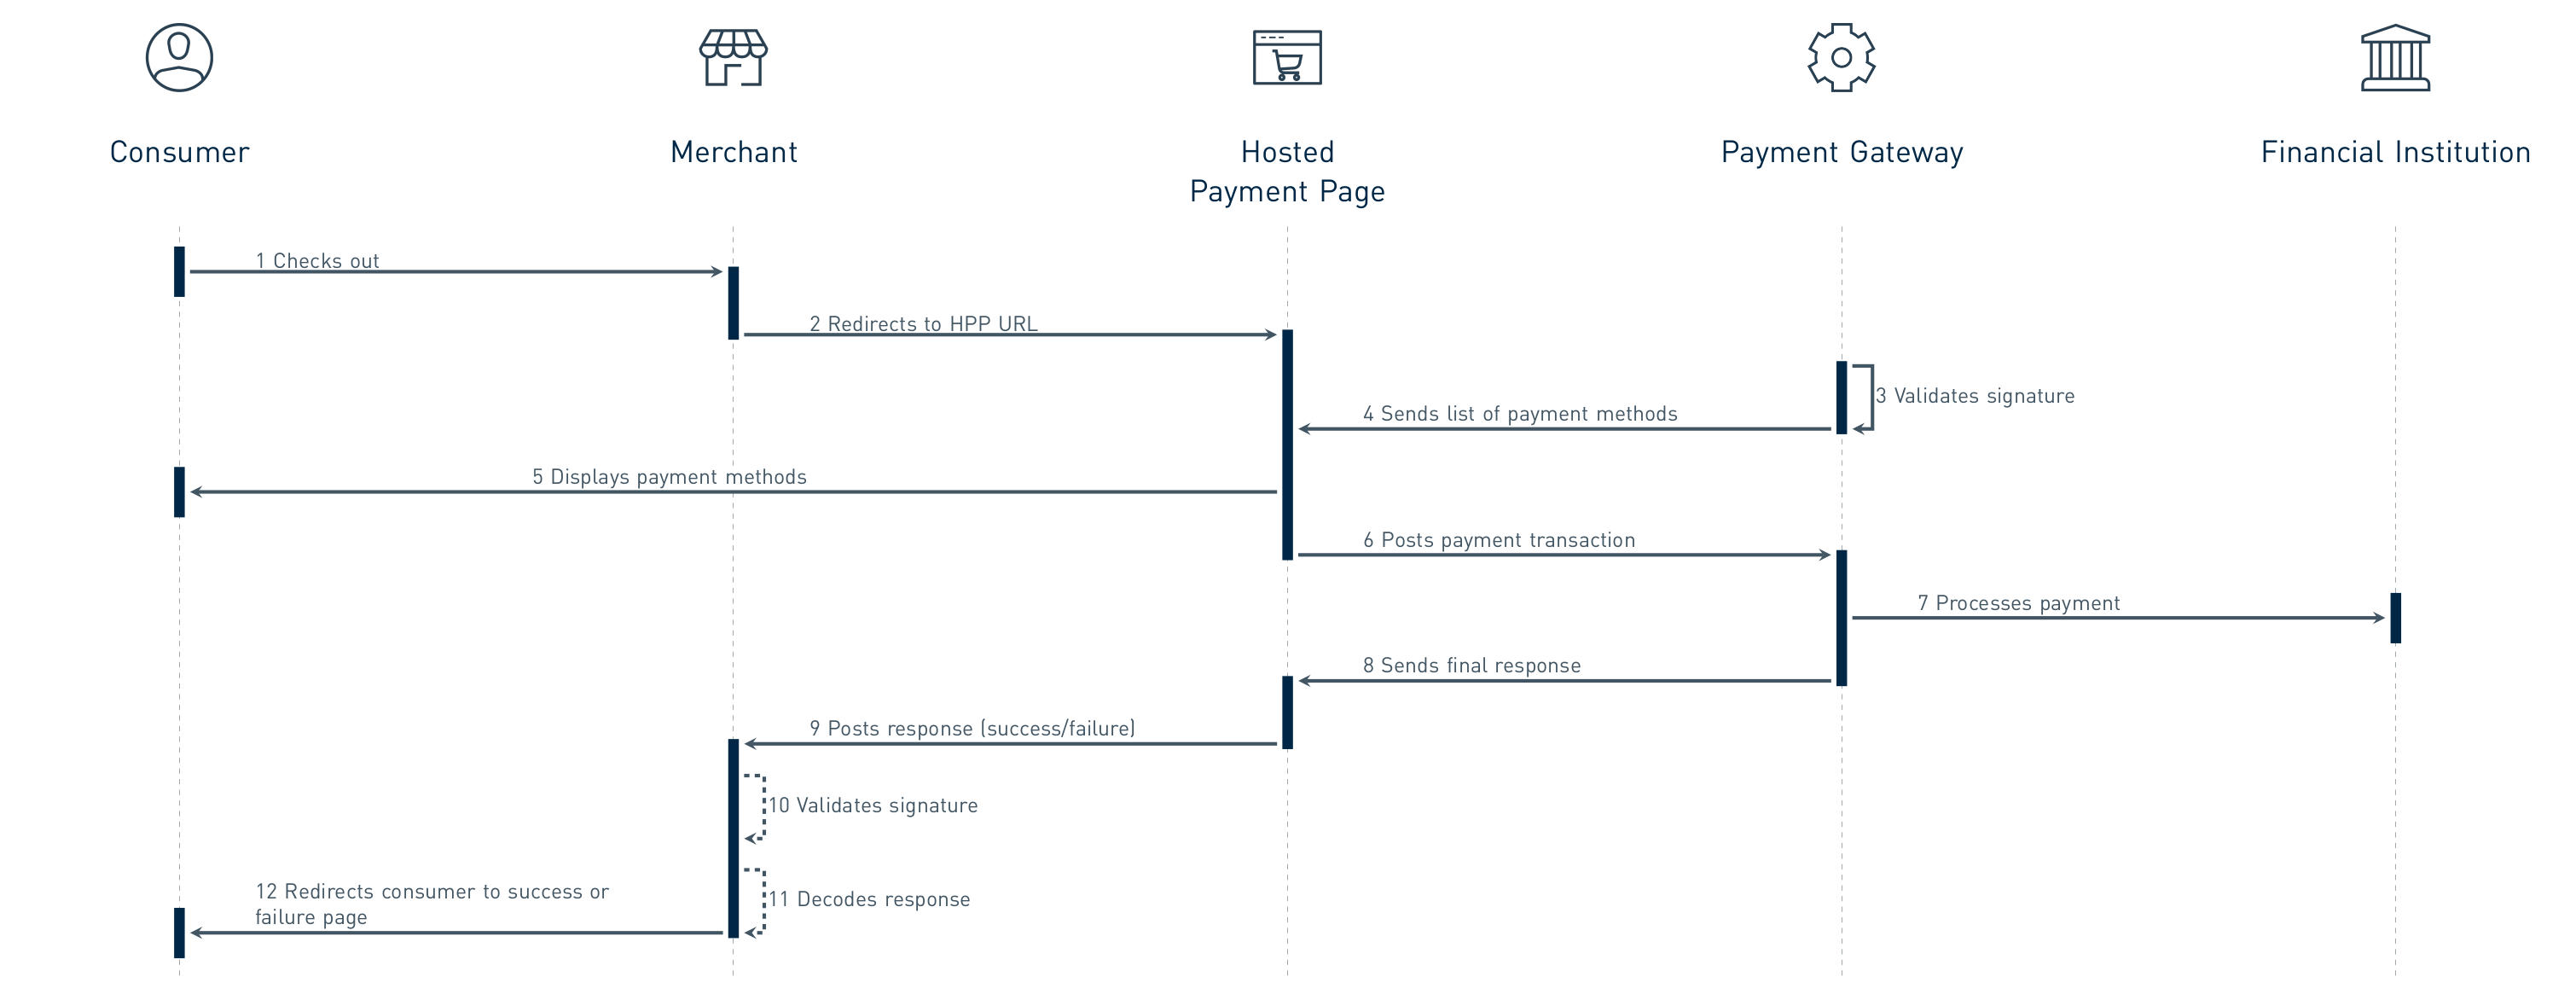 Consumer
Merchant
Hosted
Payment Page
Payment Gateway
Financial Institution
1 Checks out
2 Redirects to HPP URL
3 Validates signature
4 Sends list of payment methods
5 Displays payment methods
6 Posts payment transaction
7 Processes payment
8 Sends final response
9 Posts response (success/failure)
10 Validates signature
11 Decodes response
12 Redirects consumer to success or
failure page